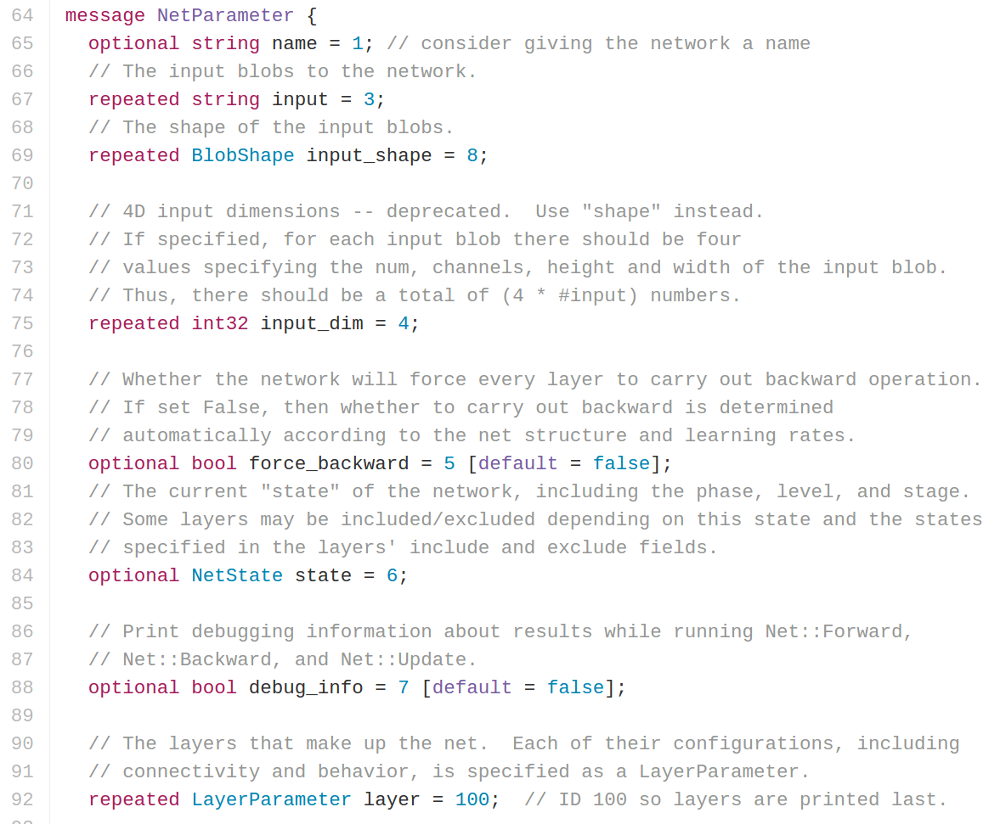 64 message NetParameter {
65 optional string name = 1; // consider giving the network a name
66 // The input blobs to the network.
67 repeated string input = 3;
68 // The shape of the input blobs.
69 repeated BlobShape input_shape = 8;
70
71 // 4D input dimensions -- deprecated.  Use "shape" instead.
72 // If specified, for each input blob there should be four
73 // values specifying the num, channels, height and width of the input blob.
74 // Thus, there should be a total of (4 * #input) numbers.
75 repeated int32 input_dim = 4;
76
77 // Whether the network will force every layer to carry out backward operation.
78 // If set False, then whether to carry out backward is determined
79 // automatically according to the net structure and learning rates.
80 optional bool force_backward = 5 [default = false];
81 // The current "state" of the network, including the phase, level, and stage.
82 // Some layers may be included/excluded depending on this state and the states
83 // specified in the layers' include and exclude fields.
84 optional NetState state = 6;
85
86 // Print debugging information about results while running Net::Forward,
87 // Net::Backward, and Net::Update.
88 optional bool debug_info = 7 [default = false];
89
90 // The layers that make up the net.  Each of their configurations, including
91 // connectivity and behavior, is specified as a LayerParameter.
92 repeated LayerParameter layer = 100;  // ID 100 so layers are printed last.